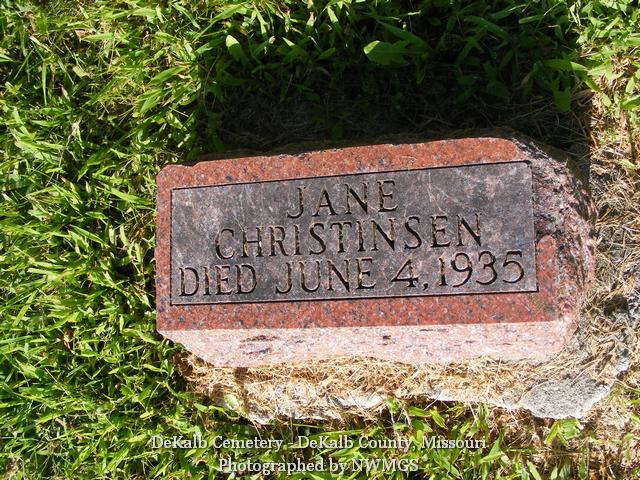 JANE
CHRISTINSEN
DIED JUNE 4, 1935
DeKalb Cemetery - DeKalb County, Missouri
Photographed by NWMGS